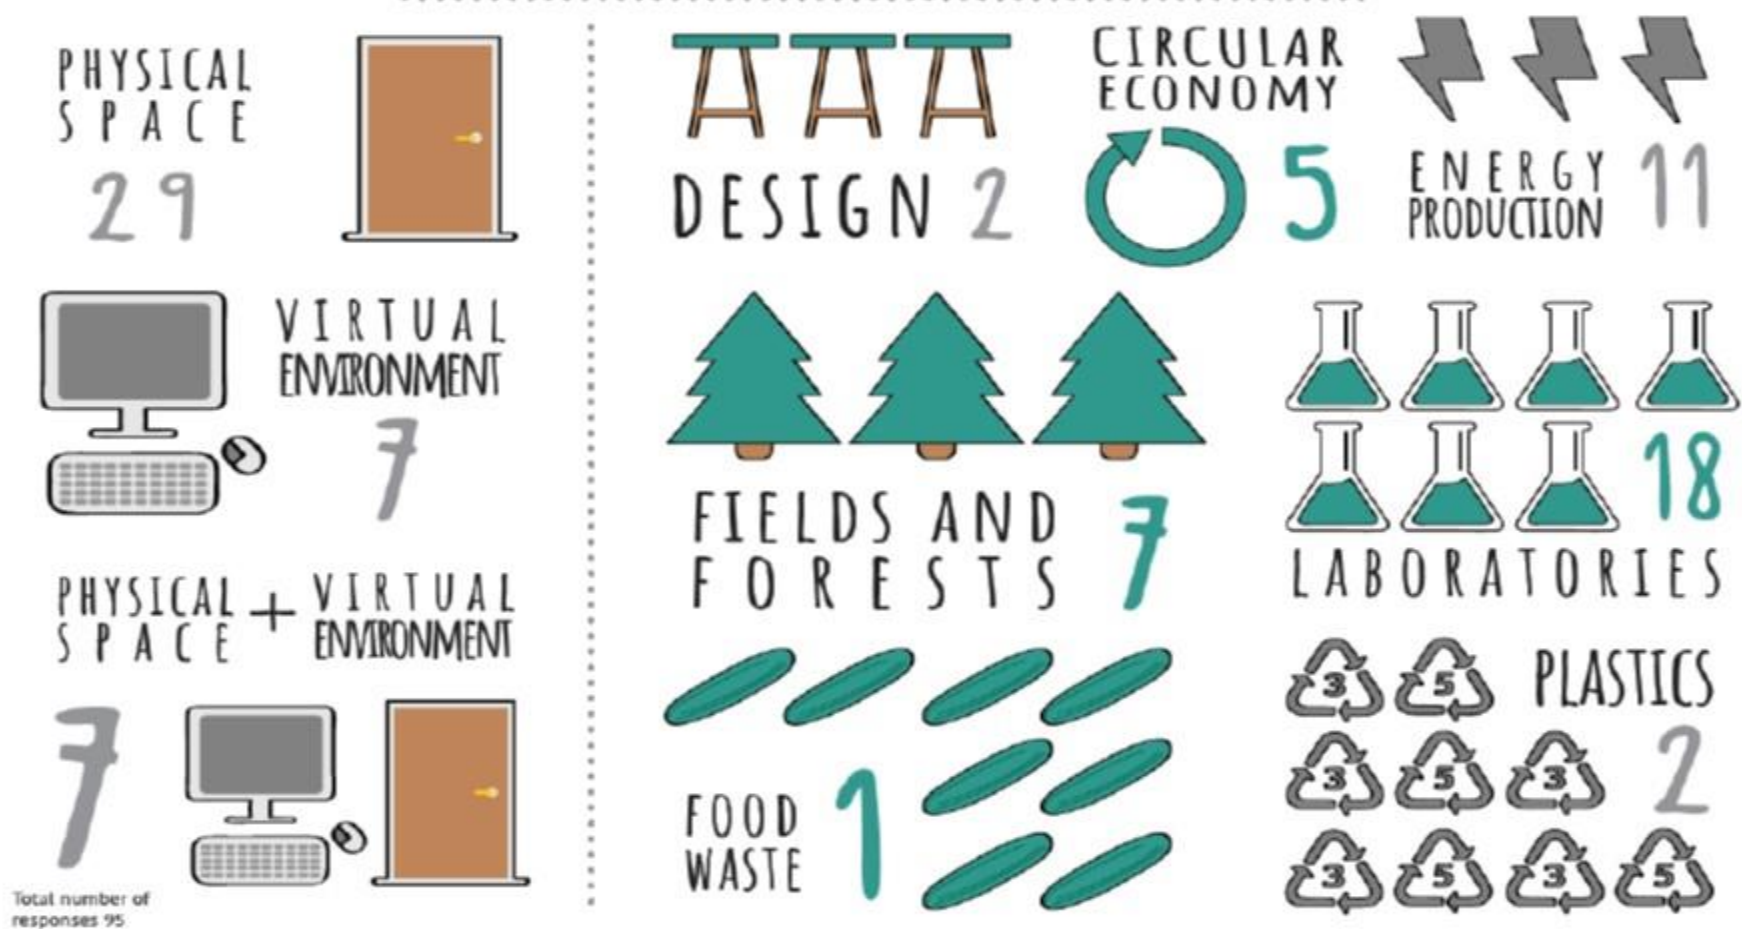 PHYSICAL
SPACE
29
VIRTUAL
ENVIRONMENT
7
PHYSICAL
SPACE
+
VIRTUAL
ENVIRONMENT
7
Total number of
responses 95
DESIGN 2
CIRCULAR
ECONOMY
5
ENERGY
PRODUCTION
11
FIELDS AND
FORESTS
7
18
LABORATORIES
FOOD
WASTE
1
PLASTICS
2
3 5
3 5 3
3 5 3 5